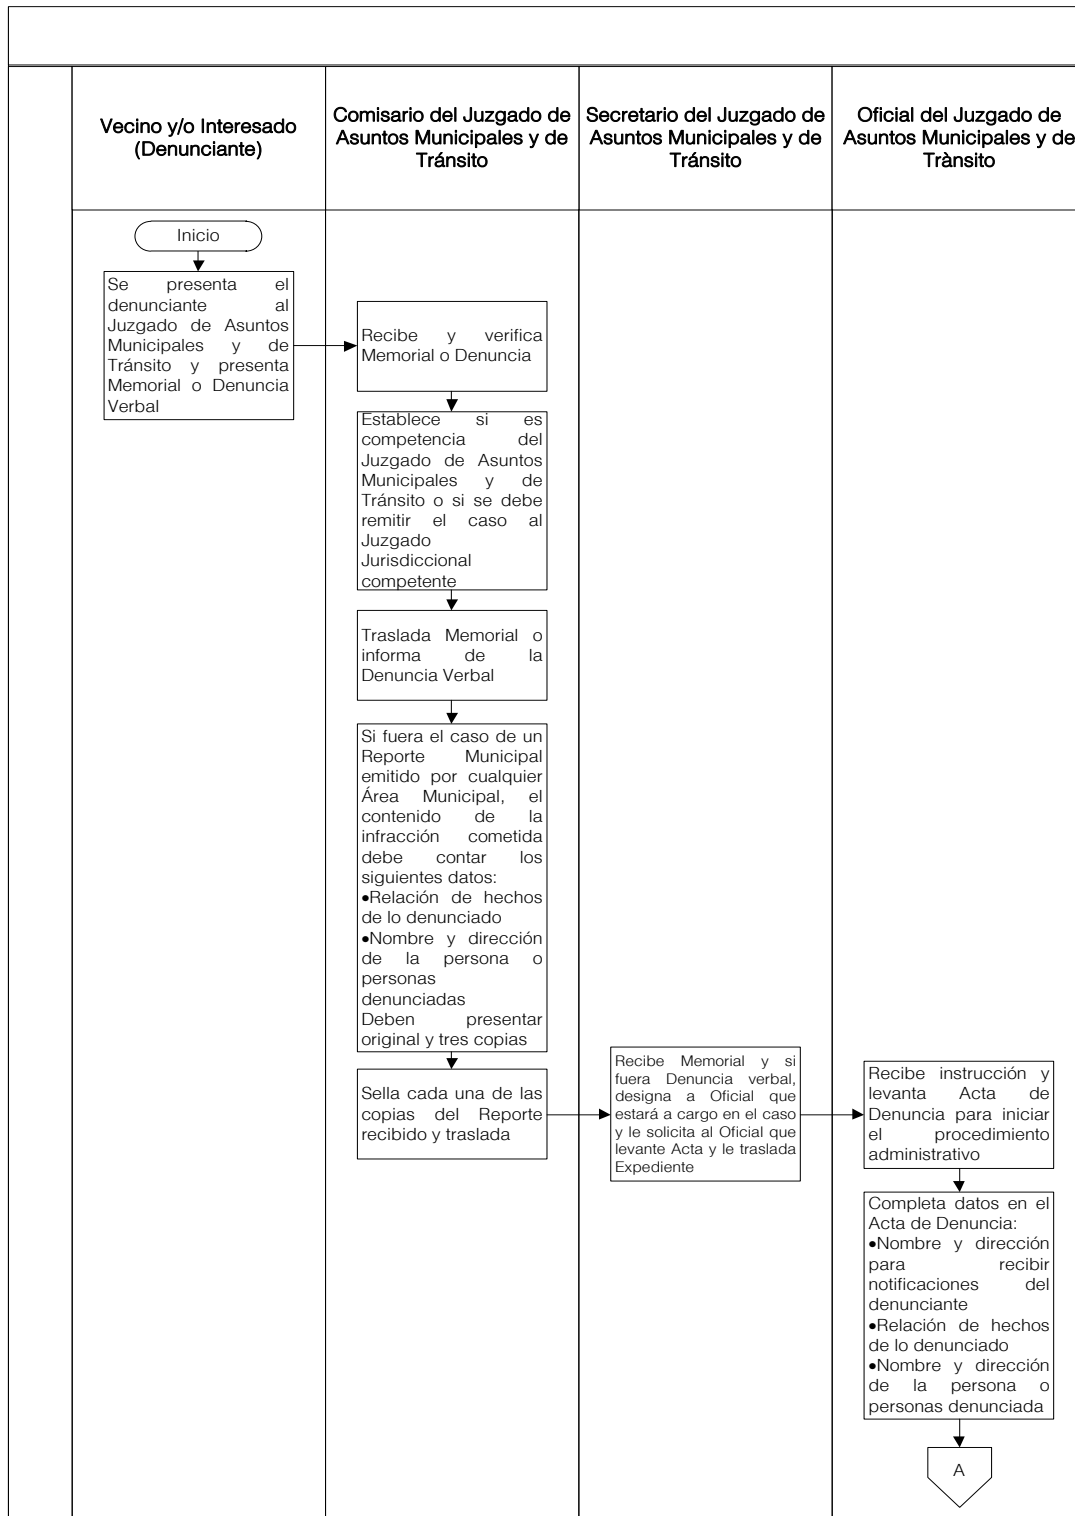 Vecino y/o Interesado
(Denunciante)
Comisario del Juzgado de
Asuntos Municipales y de
Tránsito
Secretario del Juzgado de
Asuntos Municipales y de
Tránsito
Oficial del Juzgado de
Asuntos Municipales y de
Trànsito
Inicio
Se presenta el
denunciante al
Juzgado de Asuntos
Municipales y de
Tránsito y presenta
Memorial o Denuncia
Verbal
Recibe y verifica
Memorial o Denuncia
Establece si es
competencia del
Juzgado de Asuntos
Municipales y de
Tránsito o si se debe
remitir el caso al
Juzgado
Jurisdiccional
competente
Traslada Memorial o
informa de la
Denuncia Verbal
Si fuera el caso de un
Reporte Municipal
emitido por cualquier
Área Municipal, el
contenido de la
infracción cometida
debe contar los
siguientes datos:
•Relación de hechos
de lo denunciado
•Nombre y dirección
de la persona o
personas
denunciadas
Deben presentar
original y tres copias
Sella cada una de las
copias del Reporte
recibido y traslada
Recibe Memorial y si
fuera Denuncia verbal,
designa a Oficial que
estará a cargo en el caso
y le solicita al Oficial que
levante Acta y le traslada
Expediente
Recibe instrucción y
levanta Acta de
Denuncia para iniciar
el procedimiento
administrativo
Completa datos en el
Acta de Denuncia:
•Nombre y dirección
para recibir
notificaciones del
denunciante
•Relación de hechos
de lo denunciado
•Nombre y dirección
de la persona o
personas denunciada
A